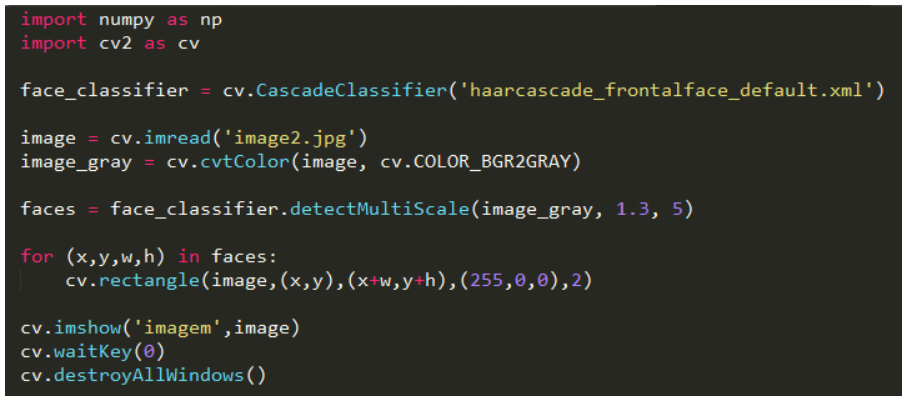 import numpy as np
import cv2 as cv
face_classifier = cv.CascadeClassifier('haarcascade_frontalface_default.xml')
image = cv.imread('image2.jpg')
image_gray = cv.cvtColor(image, cv.COLOR_BGR2GRAY)
faces = face_classifier.detectMultiScale(image_gray, 1.3, 5)
for (x,y,w,h) in faces:
    cv.rectangle(image,(x,y),(x+w,y+h),(255,0,0),2)
cv.imshow('imagem',image)
cv.waitKey(0)
cv.destroyAllWindows()